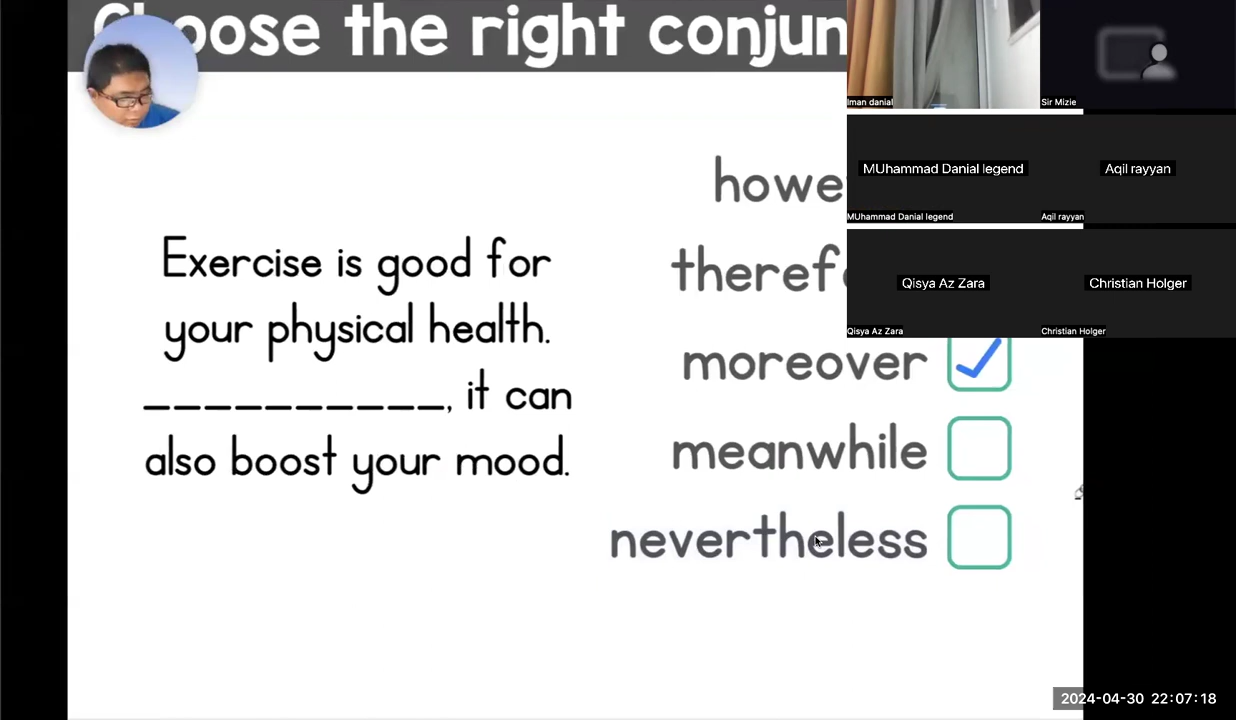 Choose the right conjun
howe
Exercise is good for
your physical health.
__________, it can
also boost your mood.
theref
moreover
meanwhile
nevertheless
Iman danial
Sir Mizie
MUhammad Danial legend
MUhammad Danial legend
Aqil rayyan
Aqil rayyan
Qisya Az Zara
Qisya Az Zara
Christian Holger
Christian Holger
2024-04-30 22:07:18